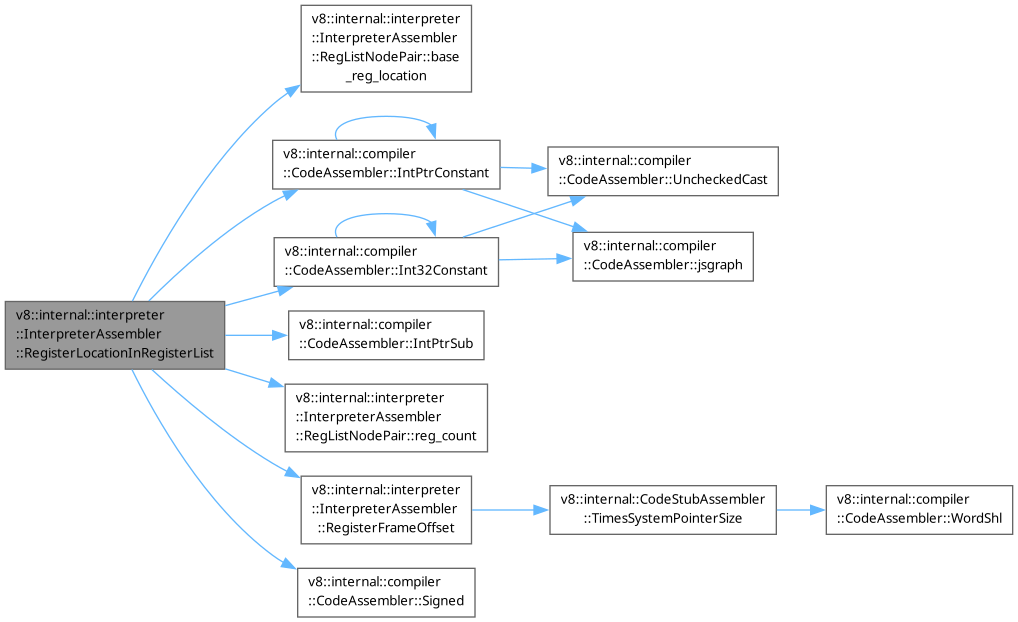 v8::internal::interpreter
::InterpreterAssembler
::RegListNodePair::base
_reg_location
v8::internal::compiler
::CodeAssembler::IntPtrConstant
v8::internal::compiler
::CodeAssembler::UncheckedCast
v8::internal::compiler
::CodeAssembler::jsgraph
v8::internal::compiler
::CodeAssembler::Int32Constant
v8::internal::interpreter
::InterpreterAssembler
::RegisterLocationInRegisterList
v8::internal::compiler
::CodeAssembler::IntPtrSub
v8::internal::interpreter
::InterpreterAssembler
::RegListNodePair::reg_count
v8::internal::interpreter
::InterpreterAssembler
::RegisterFrameOffset
v8::internal::CodeStubAssembler
::TimesSystemPointerSize
v8::internal::compiler
::CodeAssembler::WordShl
v8::internal::compiler
::CodeAssembler::Signed